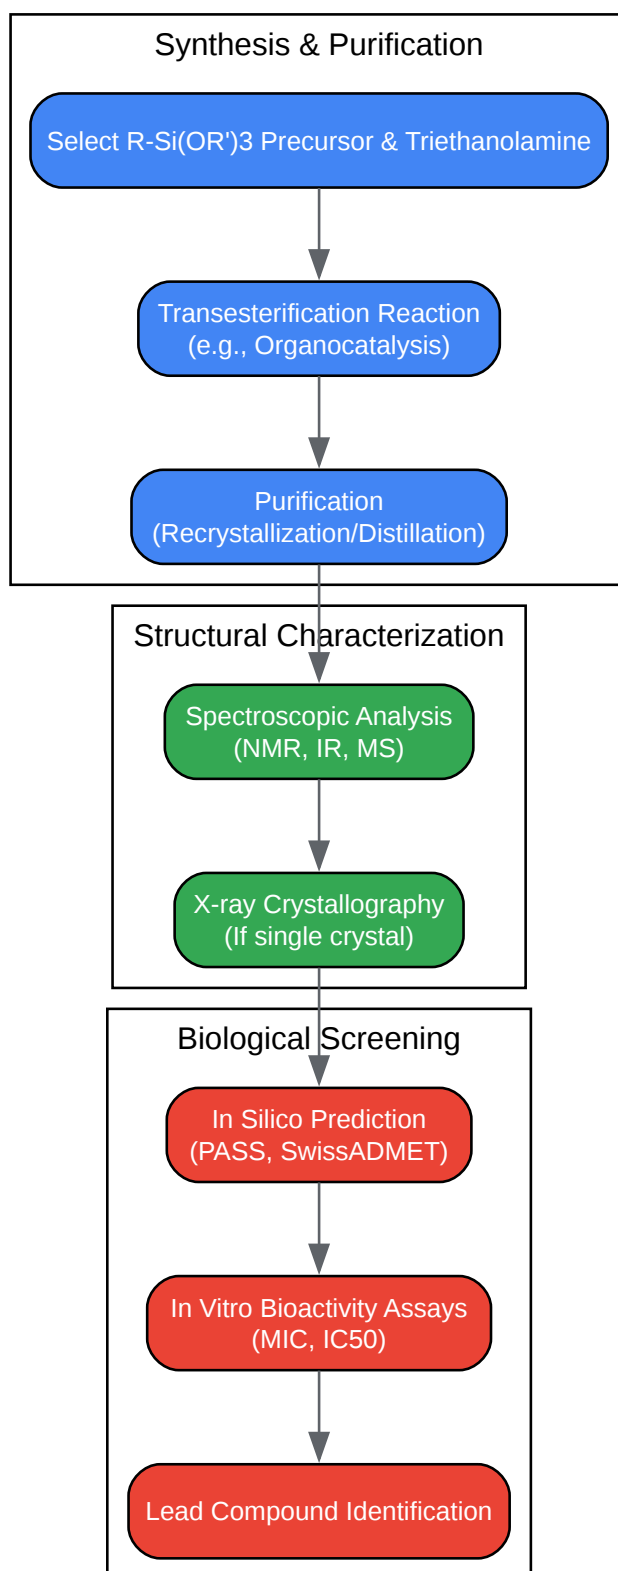 Synthesis & Purification
Select R-Si(OR')3 Precursor & Triethanolamine
Transesterification Reaction
(e.g., Organocatalysis)
Purification
(Recrystallization/Distillation)
Structural Characterization
Spectroscopic Analysis
(NMR, IR, MS)
X-ray Crystallography
(If single crystal)
Biological Screening
In Silico Prediction
(PASS, SwissADMET)
In Vitro Bioactivity Assays
(MIC, IC50)
Lead Compound Identification